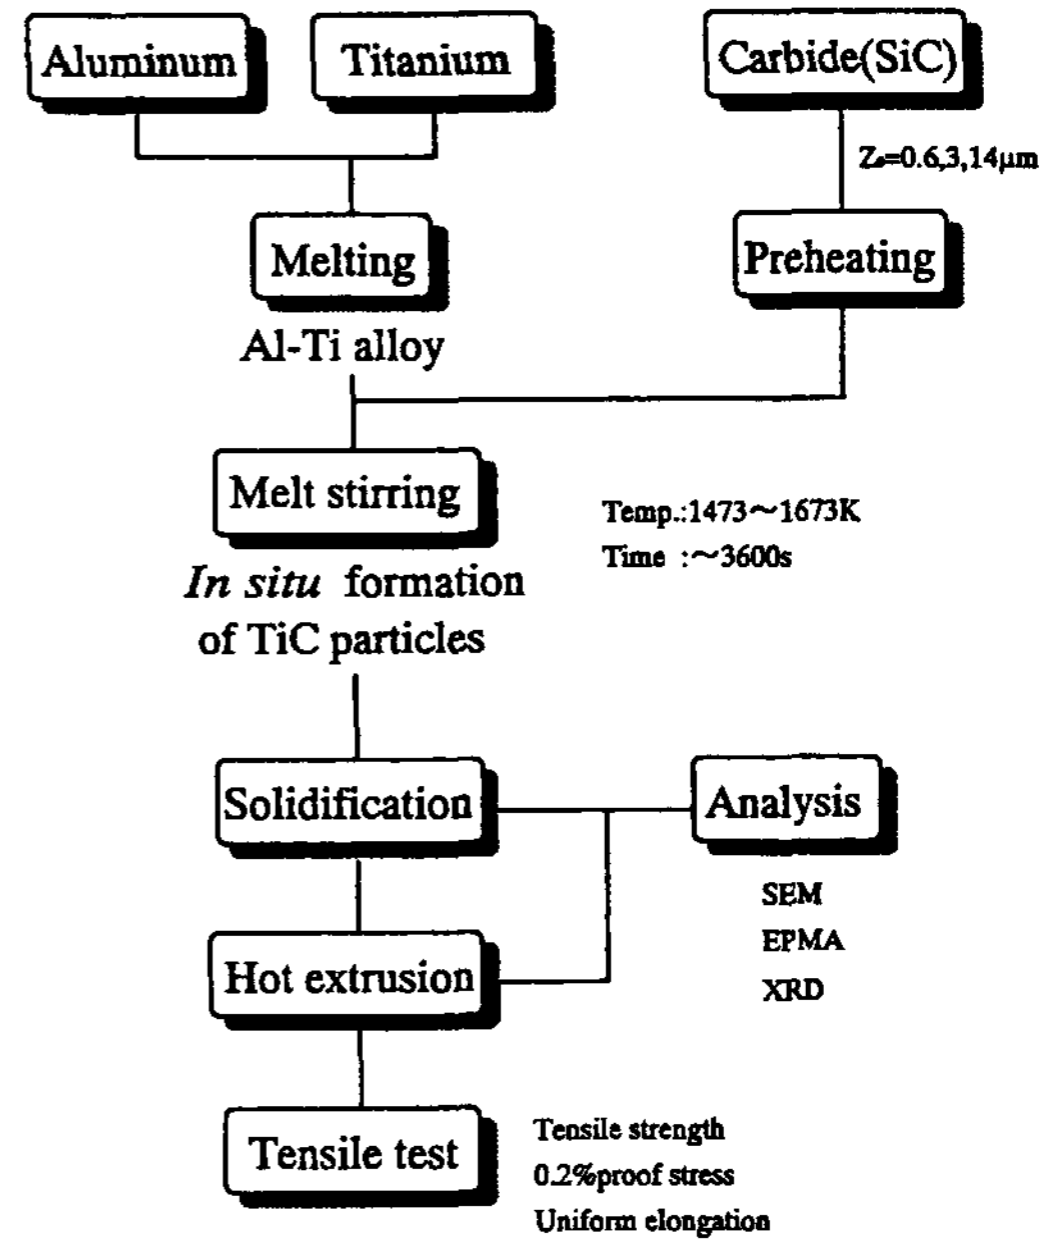 Aluminum
Titanium
Carbide(SiC)
Zₒ=0.6,3,14μm
Melting
Preheating
Al-Ti alloy
Melt stirring
Temp.:1473～1673K
Time :～3600s
In situ formation
of TiC particles
Solidification
Analysis
SEM
EPMA
XRD
Hot extrusion
Tensile test
Tensile strength
0.2%proof stress
Uniform elongation